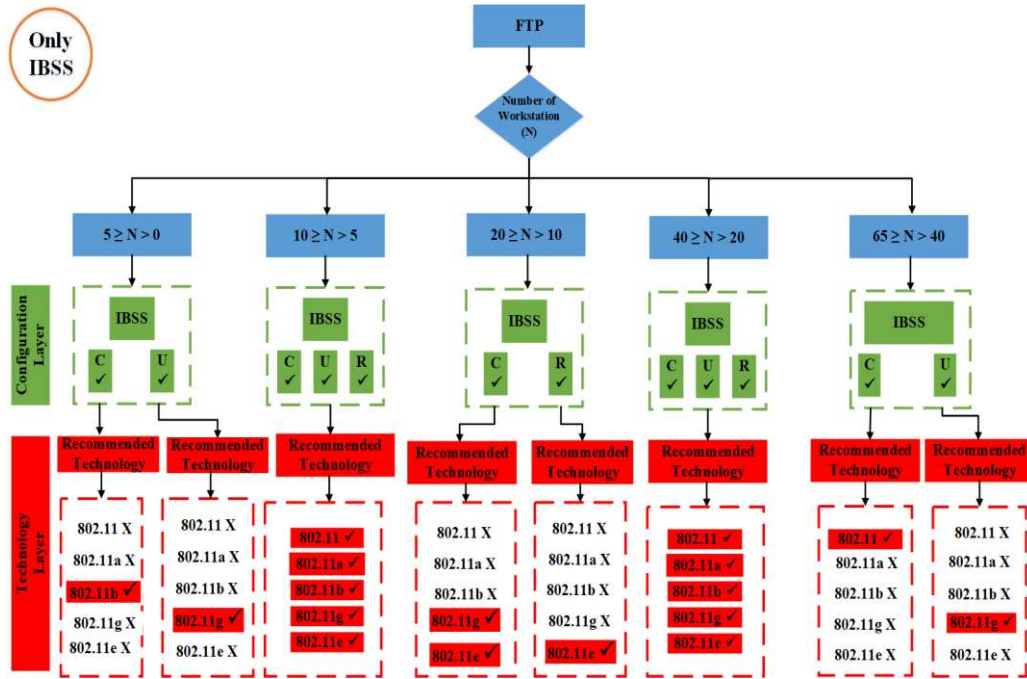 Only
IBSS
FTP
Number of
Workstation
(N)
5 ≥ N > 0
10 ≥ N > 5
20 ≥ N > 10
40 ≥ N > 20
65 ≥ N > 40
Configuration
Layer
IBSS
C
✓
U
✓
IBSS
C
✓
U
✓
R
✓
IBSS
C
✓
R
✓
IBSS
C
✓
U
✓
R
✓
IBSS
C
✓
U
✓
Technology
Layer
Recommended
Technology
802.11 X
802.11a X
802.11b ✓
802.11g X
802.11e X
Recommended
Technology
802.11 X
802.11a X
802.11b X
802.11g ✓
802.11e X
Recommended
Technology
802.11 ✓
802.11a ✓
802.11b ✓
802.11g ✓
802.11e ✓
Recommended
Technology
802.11 X
802.11a X
802.11b X
802.11g ✓
802.11e ✓
Recommended
Technology
802.11 X
802.11a X
802.11b X
802.11g X
802.11e ✓
Recommended
Technology
802.11 ✓
802.11a ✓
802.11b ✓
802.11g ✓
802.11e ✓
Recommended
Technology
802.11 ✓
802.11a X
802.11b X
802.11g X
802.11e X
Recommended
Technology
802.11 X
802.11a X
802.11b X
802.11g ✓
802.11e X